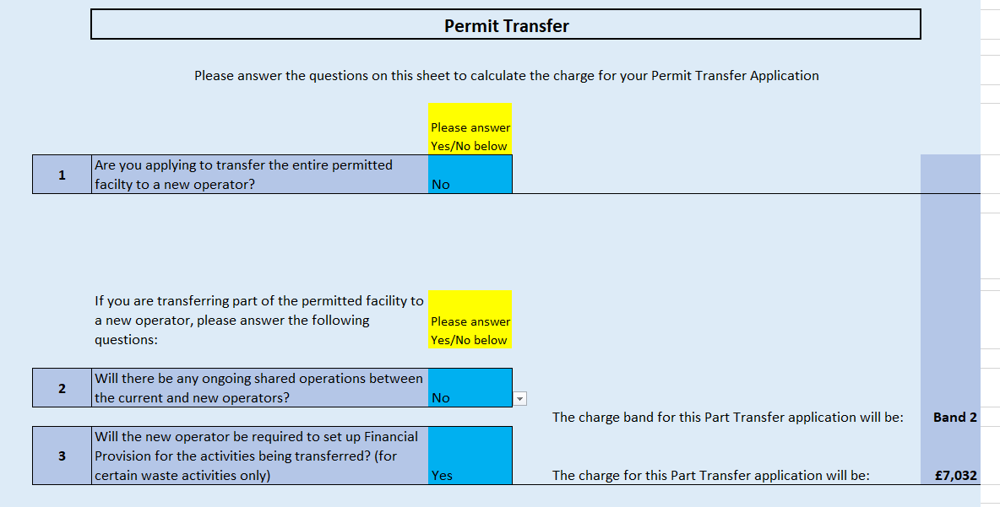 Permit Transfer
Please answer the questions on this sheet to calculate the charge for your Permit Transfer Application
Please answer
Yes/No below
1
Are you applying to transfer the entire permitted
facilty to a new operator?
No
If you are transferring part of the permitted facility to
a new operator, please answer the following
questions:
Please answer
Yes/No below
2
Will there be any ongoing shared operations between
the current and new operators?
No
The charge band for this Part Transfer application will be:
Band 2
3
Will the new operator be required to set up Financial
Provision for the activities being transferred? (for
certain waste activities only)
Yes
The charge for this Part Transfer application will be:
£7,032